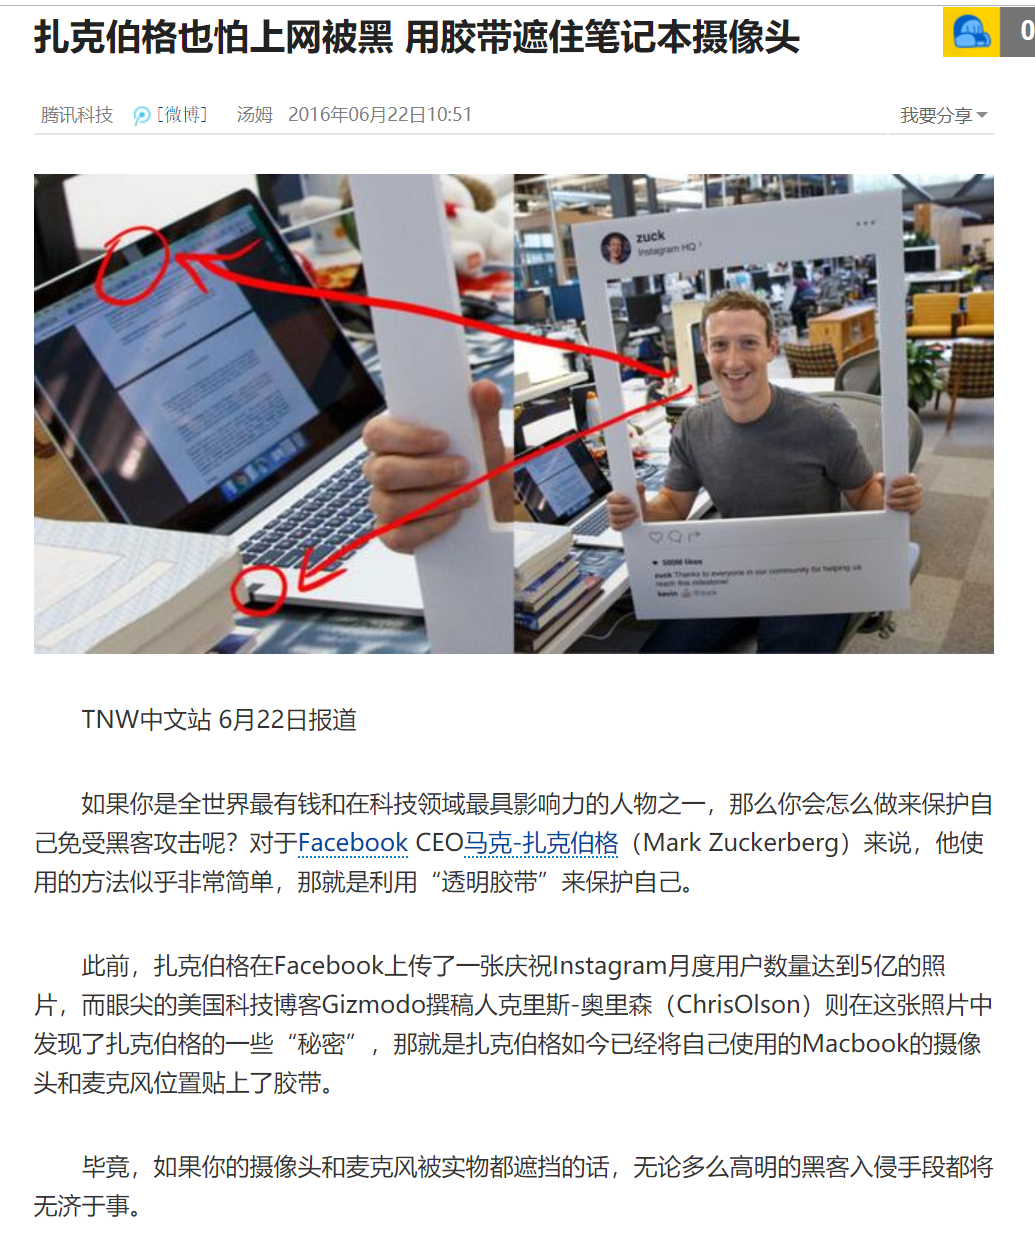 扎克伯格也怕上网被黑 用胶带遮住笔记本摄像头
0
腾讯科技 [微博] 汤姆 2016年06月22日10:51 我要分享
zuck
Instagram HQ
500M likes
zuck Thanks to everyone in our community for helping us
reach this milestone!
kevin @zuck
TNW中文站 6月22日报道
如果你是全世界最有钱和在科技领域最具影响力的人物之一，那么你会怎么做来保护自
己免受黑客攻击呢？对于Facebook CEO马克-扎克伯格（Mark Zuckerberg）来说，他使
用的方法似乎非常简单，那就是利用“透明胶带”来保护自己。
此前，扎克伯格在Facebook上传了一张庆祝Instagram月度用户数量达到5亿的照
片，而眼尖的美国科技博客Gizmodo撰稿人克里斯-奥里森（ChrisOlson）则在这张照片中
发现了扎克伯格的一些“秘密”，那就是扎克伯格如今已经将自己使用的Macbook的摄像
头和麦克风位置贴上了胶带。
毕竟，如果你的摄像头和麦克风被实物都遮挡的话，无论多么高明的黑客入侵手段都将
无济于事。